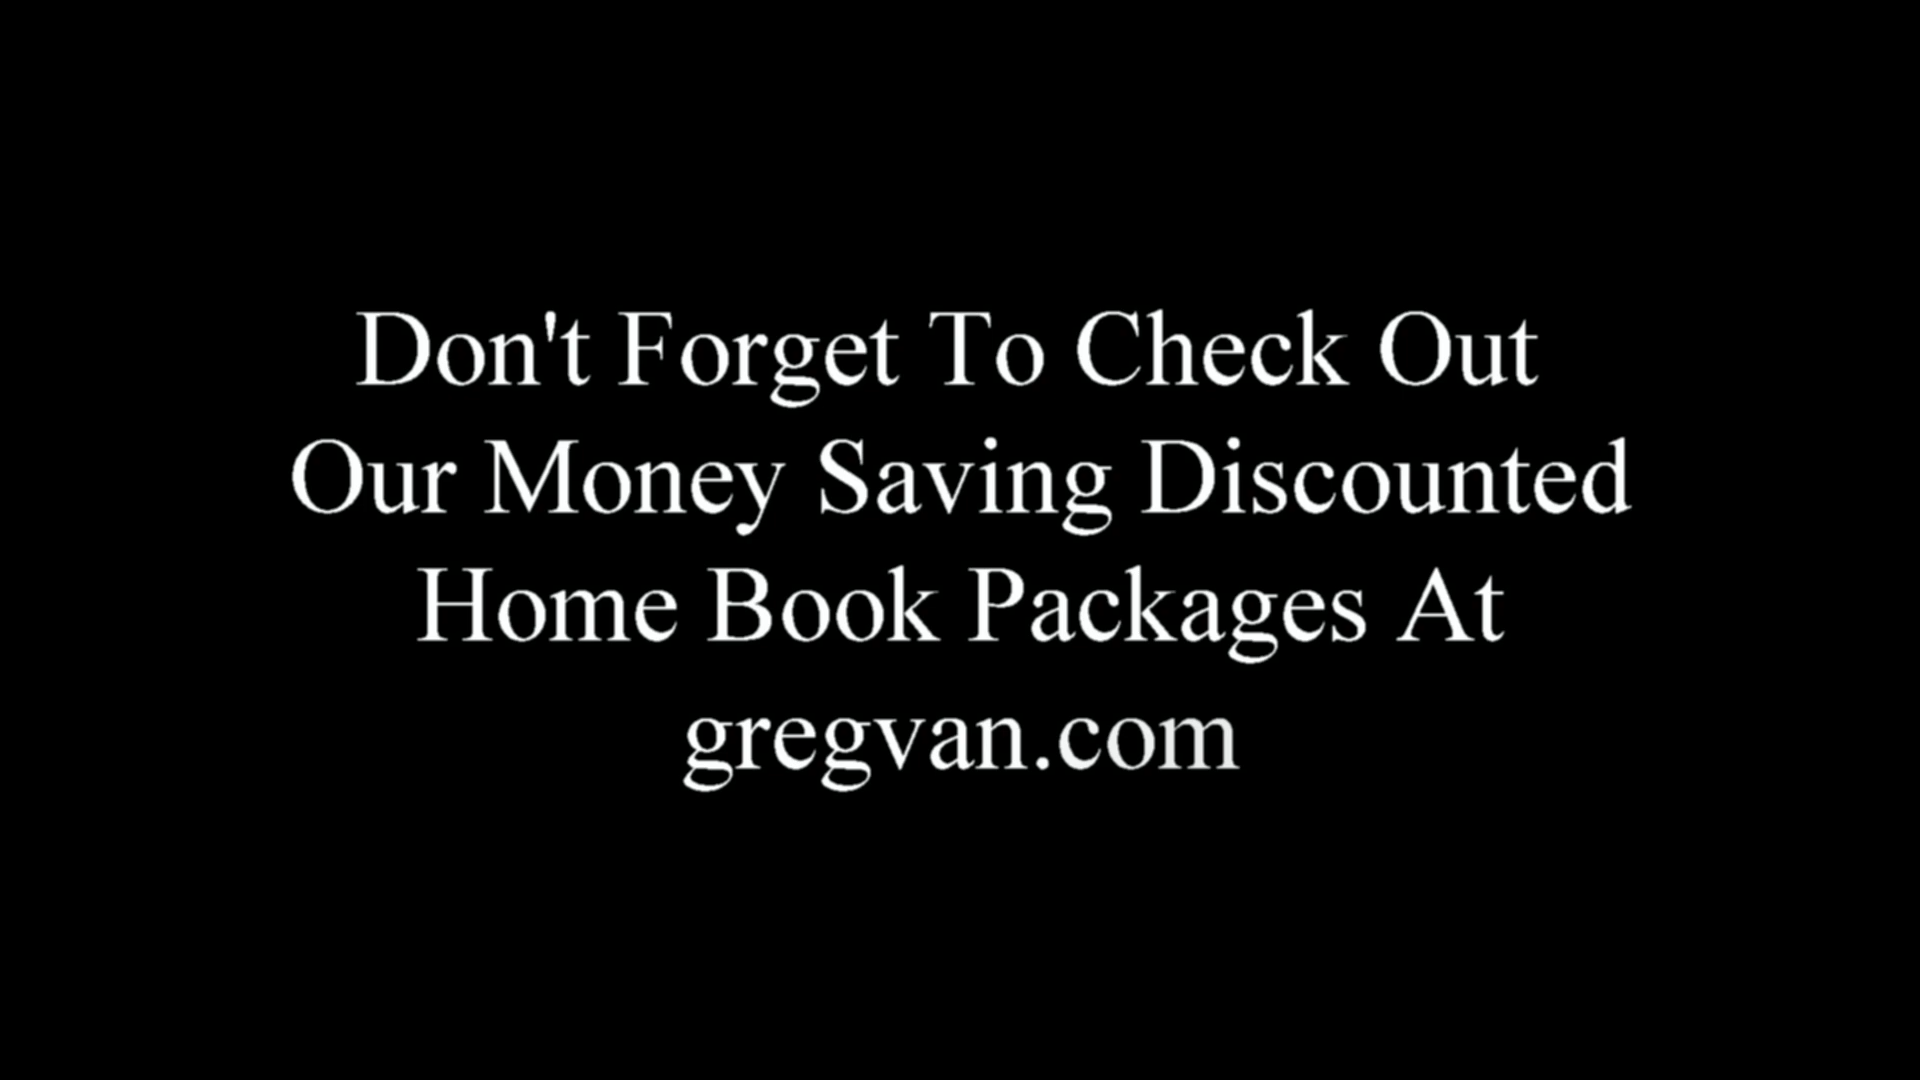 Don't Forget To Check Out
Our Money Saving Discounted
Home Book Packages At
gregvan.com